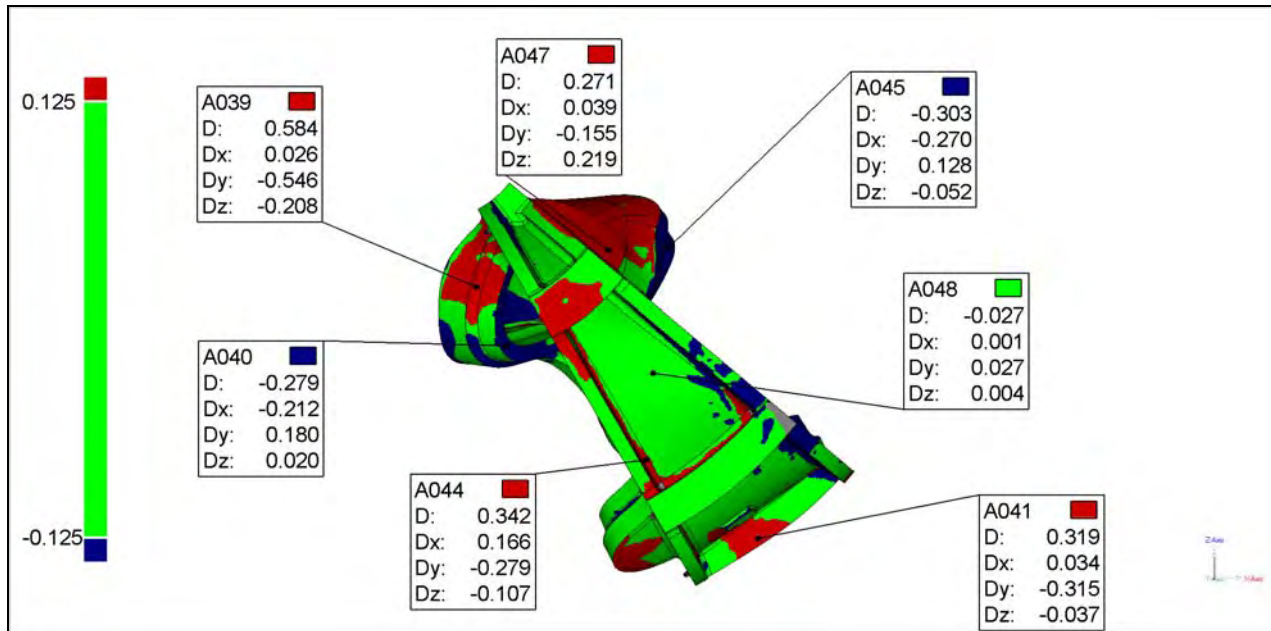 0.125
-0.125
A039
D: 0.584
Dx: 0.026
Dy: -0.546
Dz: -0.208
A047
D: 0.271
Dx: 0.039
Dy: -0.155
Dz: 0.219
A045
D: -0.303
Dx: -0.270
Dy: 0.128
Dz: -0.052
A048
D: -0.027
Dx: 0.001
Dy: 0.027
Dz: 0.004
A040
D: -0.279
Dx: -0.212
Dy: 0.180
Dz: 0.020
A044
D: 0.342
Dx: 0.166
Dy: -0.279
Dz: -0.107
A041
D: 0.319
Dx: 0.034
Dy: -0.315
Dz: -0.037